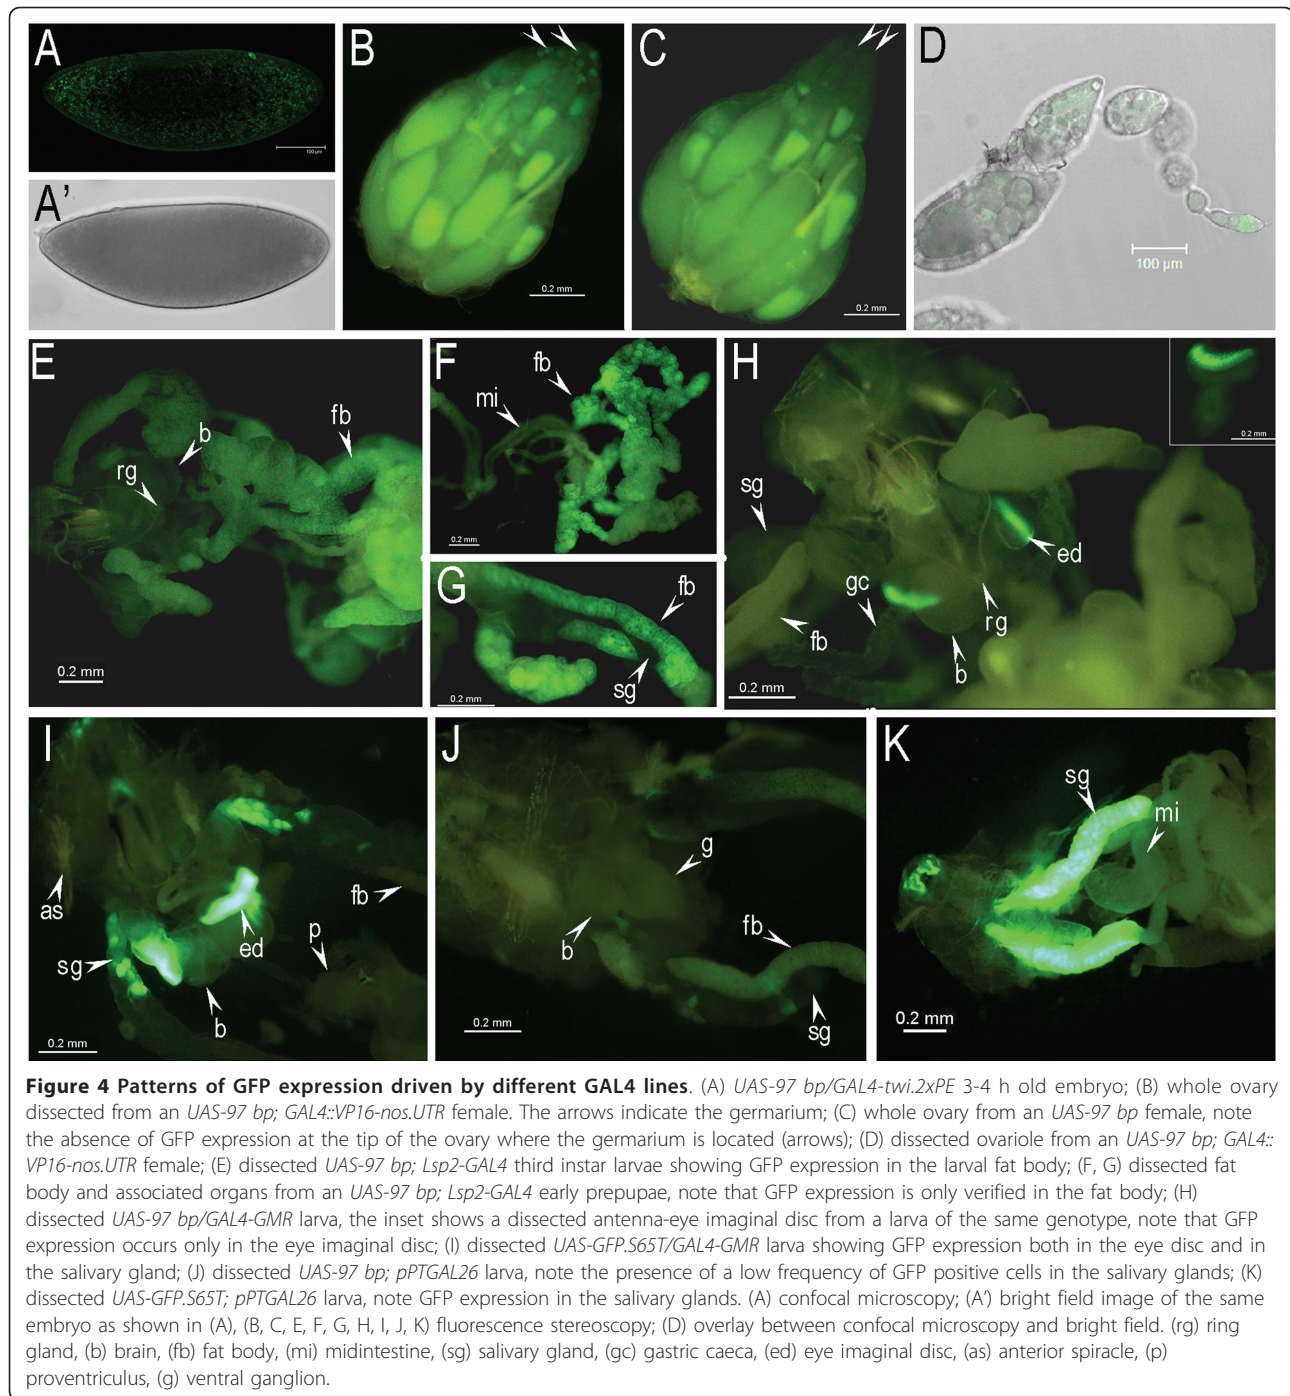 A
100 µm
A'
B
0.2 mm
C
0.2 mm
D
100 µm
E
b
fb
rg
0.2 mm
F
fb
mi
0.2 mm
G
fb
sg
0.2 mm
H
0.2 mm
sg
ed
gc
rg
fb
b
0.2 mm
I
as
fb
ed
p
sg
b
0.2 mm
J
g
b
fb
sg
0.2 mm
K
sg
mi
0.2 mm
Figure 4 Patterns of GFP expression driven by different GAL4 lines. (A) UAS-97 bp/GAL4-twi.2xPE 3-4 h old embryo; (B) whole ovary
dissected from an UAS-97 bp; GAL4::VP16-nos.UTR female. The arrows indicate the germarium; (C) whole ovary from an UAS-97 bp female, note
the absence of GFP expression at the tip of the ovary where the germarium is located (arrows); (D) dissected ovariole from an UAS-97 bp; GAL4::
VP16-nos.UTR female; (E) dissected UAS-97 bp; Lsp2-GAL4 third instar larvae showing GFP expression in the larval fat body; (F, G) dissected fat
body and associated organs from an UAS-97 bp; Lsp2-GAL4 early prepupae, note that GFP expression is only verified in the fat body; (H)
dissected UAS-97 bp/GAL4-GMR larva, the inset shows a dissected antenna-eye imaginal disc from a larva of the same genotype, note that GFP
expression occurs only in the eye imaginal disc; (I) dissected UAS-GFP.S65T/GAL4-GMR larva showing GFP expression both in the eye disc and in
the salivary gland; (J) dissected UAS-97 bp; pPTGAL26 larva, note the presence of a low frequency of GFP positive cells in the salivary glands; (K)
dissected UAS-GFP.S65T; pPTGAL26 larva, note GFP expression in the salivary glands. (A) confocal microscopy; (A') bright field image of the same
embryo as shown in (A), (B, C, E, F, G, H, I, J, K) fluorescence stereoscopy; (D) overlay between confocal microscopy and bright field. (rg) ring
gland, (b) brain, (fb) fat body, (mi) midintestine, (sg) salivary gland, (gc) gastric caeca, (ed) eye imaginal disc, (as) anterior spiracle, (p)
proventriculus, (g) ventral ganglion.